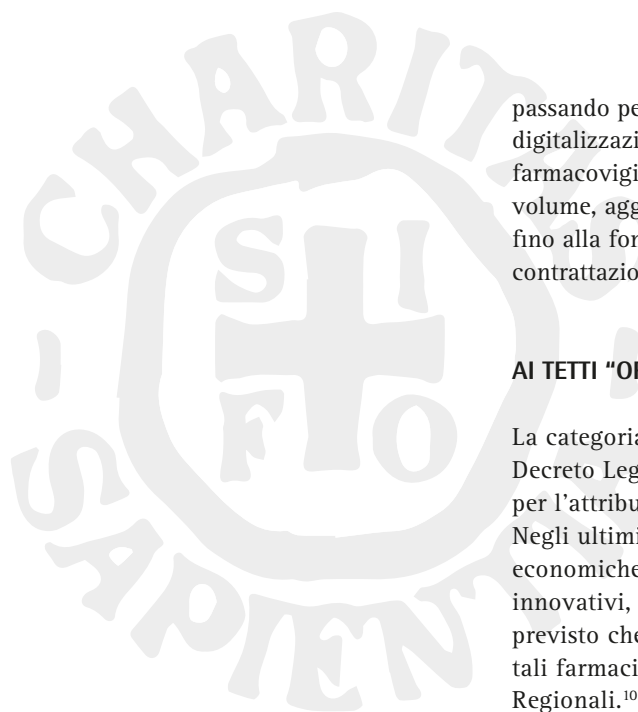 CHARITAS
SAPIENT
S I
F O
passando pe
digitalizzazi
farmacovigi
volume, agg
fino alla for
contrattazio
AI TETTI "OI
La categoria
Decreto Leg
per l'attribu
Negli ultimi
economiche
innovativi,
previsto che
tali farmaci
Regionali.¹⁰